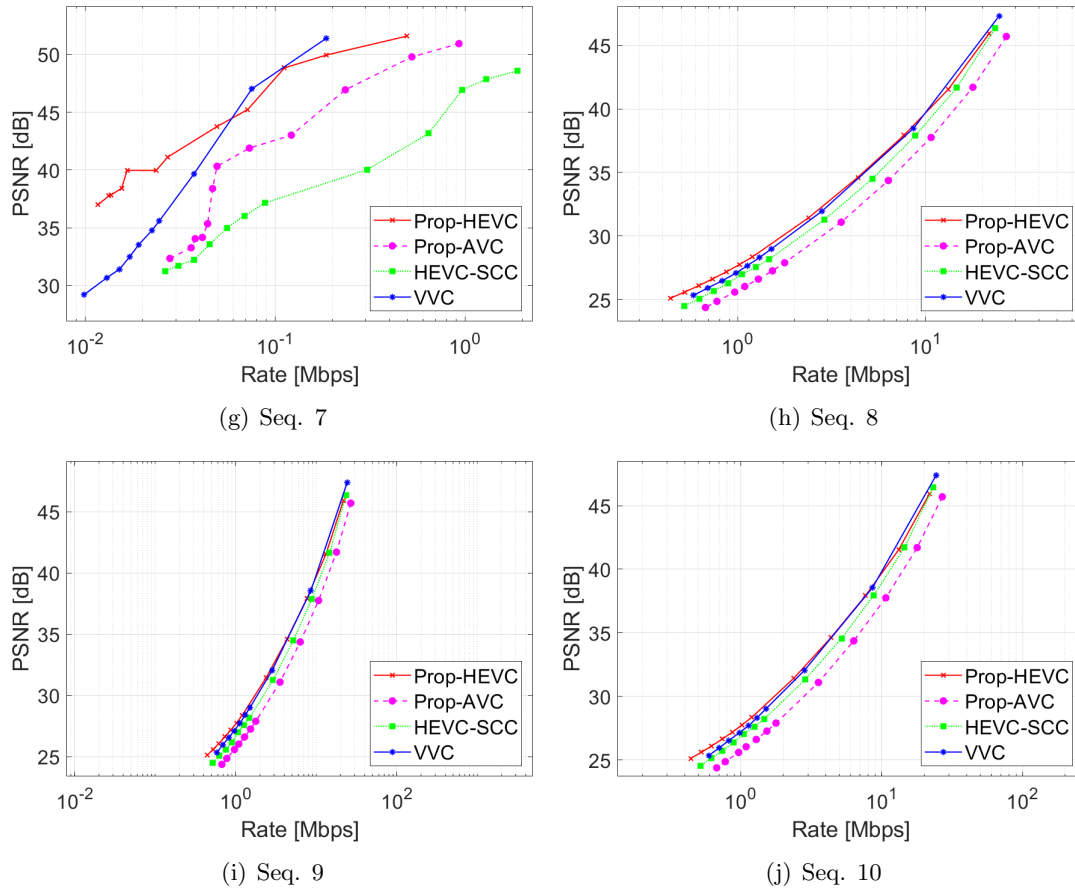 50
45
40
35
30
PSNR [dB]
10^-2
10^-1
10^0
Rate [Mbps]
Prop-HEVC
Prop-AVC
HEVC-SCC
VVC
(g) Seq. 7
45
40
35
30
25
PSNR [dB]
10^0
10^1
Rate [Mbps]
Prop-HEVC
Prop-AVC
HEVC-SCC
VVC
(h) Seq. 8
45
40
35
30
25
PSNR [dB]
10^-2
10^0
10^2
Rate [Mbps]
Prop-HEVC
Prop-AVC
HEVC-SCC
VVC
(i) Seq. 9
45
40
35
30
25
PSNR [dB]
10^0
10^1
10^2
Rate [Mbps]
Prop-HEVC
Prop-AVC
HEVC-SCC
VVC
(j) Seq. 10